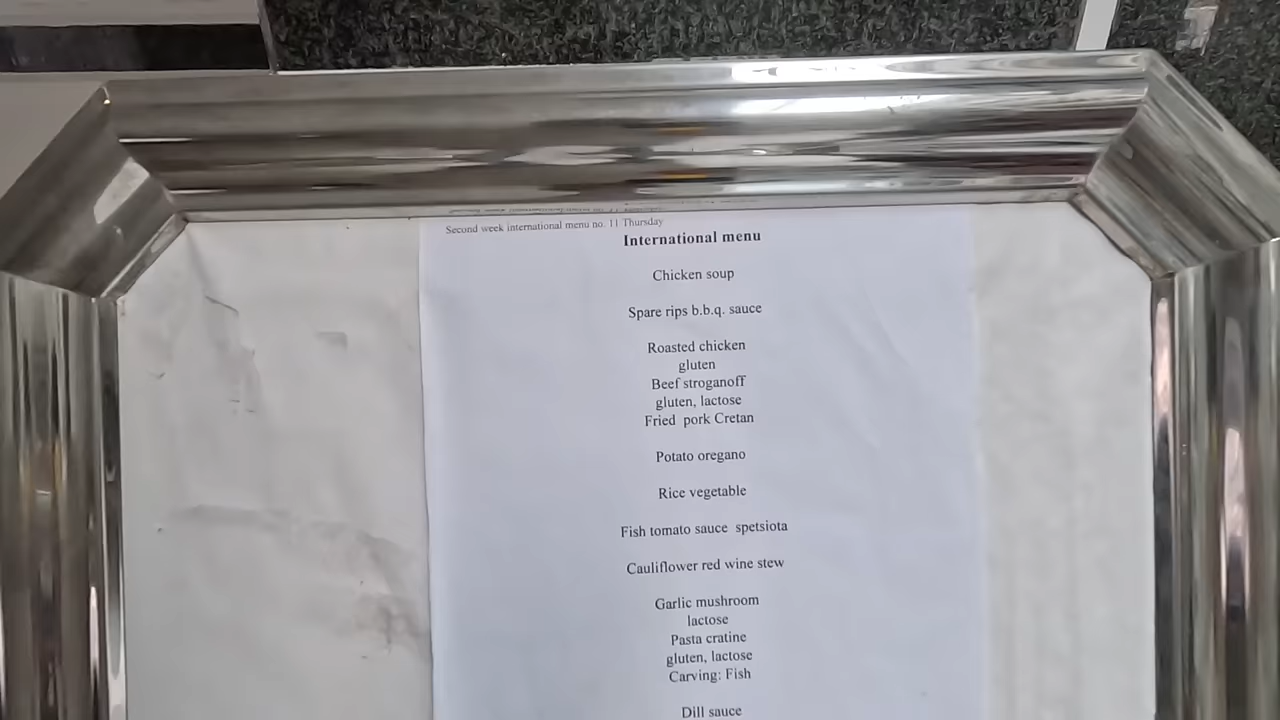 Second week international menu no. 11 Thursday
International menu
Chicken soup
Spare rips b.b.q. sauce
Roasted chicken
gluten
Beef stroganoff
gluten, lactose
Fried pork Cretan
Potato oregano
Rice vegetable
Fish tomato sauce spetsiota
Cauliflower red wine stew
Garlic mushroom
lactose
Pasta cratine
gluten, lactose
Carving: Fish
Dill sauce